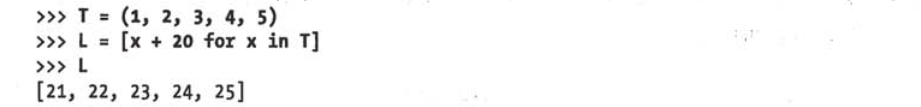 >>> T = (1, 2, 3, 4, 5)
>>> L = [x + 20 for x in T]
>>> L
[21, 22, 23, 24, 25]